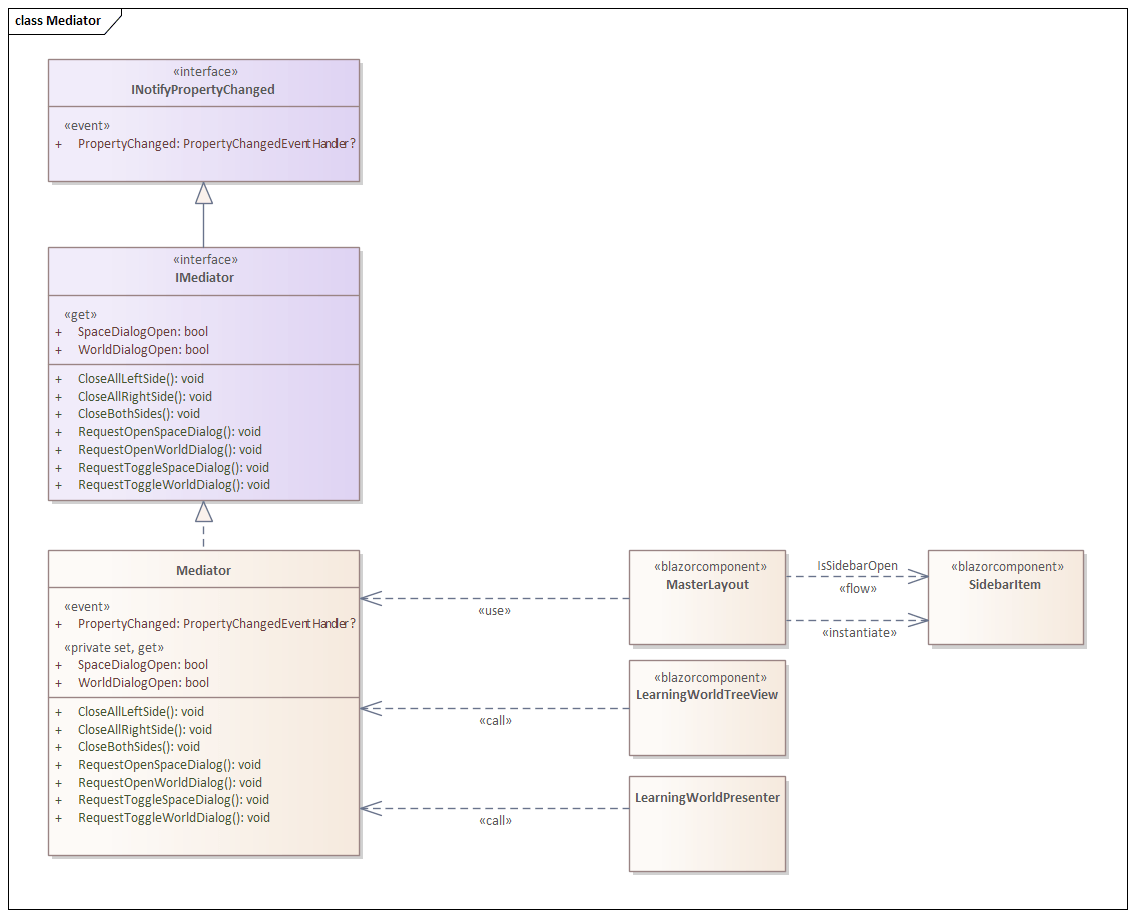 class Mediator
«interface»
INotifyPropertyChanged
«event»
+ PropertyChanged: PropertyChangedEventHandler?
«interface»
IMediator
«get»
+ SpaceDialogOpen: bool
+ WorldDialogOpen: bool
+ CloseAllLeftSide(): void
+ CloseAllRightSide(): void
+ CloseBothSides(): void
+ RequestOpenSpaceDialog(): void
+ RequestOpenWorldDialog(): void
+ RequestToggleSpaceDialog(): void
+ RequestToggleWorldDialog(): void
Mediator
«event»
+ PropertyChanged: PropertyChangedEventHandler?
«private set, get»
+ SpaceDialogOpen: bool
+ WorldDialogOpen: bool
+ CloseAllLeftSide(): void
+ CloseAllRightSide(): void
+ CloseBothSides(): void
+ RequestOpenSpaceDialog(): void
+ RequestOpenWorldDialog(): void
+ RequestToggleSpaceDialog(): void
+ RequestToggleWorldDialog(): void
«use»
«call»
«call»
«blazorcomponent»
MasterLayout
«blazorcomponent»
LearningWorldTreeView
LearningWorldPresenter
IsSidebarOpen
«flow»
«instantiate»
«blazorcomponent»
SidebarItem